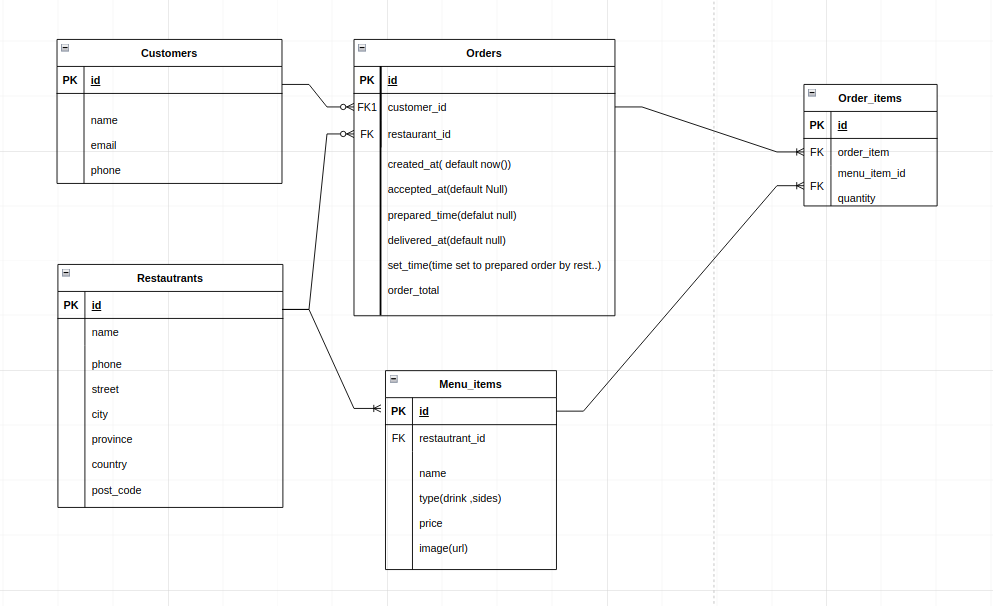 Customers
PK id
name
email
phone
Orders
PK id
FK1 customer_id
FK restaurant_id
created_at( default now())
accepted_at(default Null)
prepared_time(defalut null)
delivered_at(default null)
set_time(time set to prepared order by rest..)
order_total
Order_items
PK id
FK order_item
menu_item_id
FK
quantity
Restautrants
PK id
name
phone
street
city
province
country
post_code
Menu_items
PK id
FK restautrant_id
name
type(drink ,sides)
price
image(url)